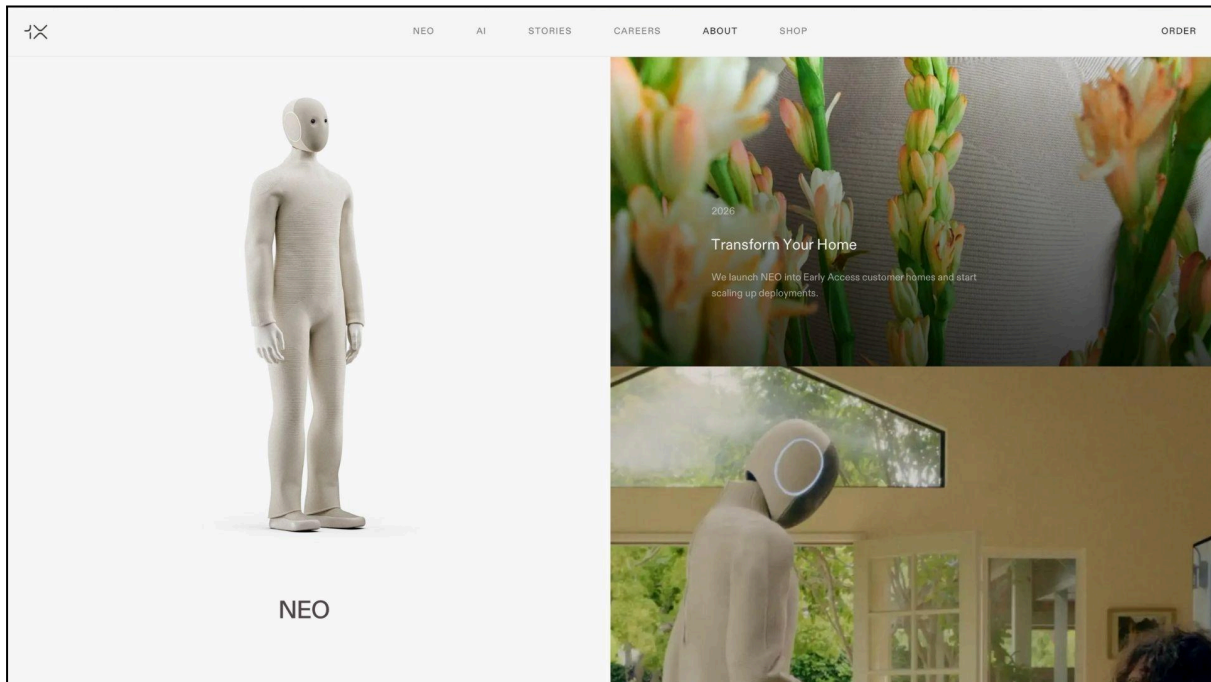 1X
NEO
AI
STORIES
CAREERS
ABOUT
SHOP
ORDER
NEO
2026
Transform Your Home
We launch NEO into Early Access customer homes and start
scaling up deployments.